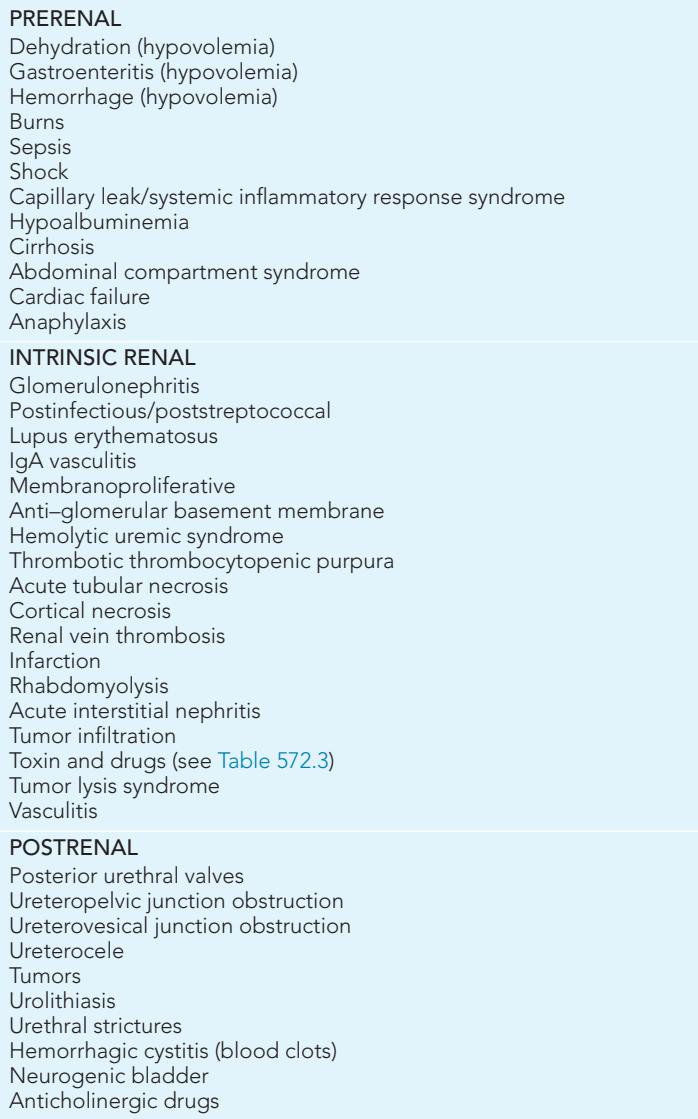 PRERENAL
Dehydration (hypovolemia)
Gastroenteritis (hypovolemia)
Hemorrhage (hypovolemia)
Burns
Sepsis
Shock
Capillary leak/systemic inflammatory response syndrome
Hypoalbuminemia
Cirrhosis
Abdominal compartment syndrome
Cardiac failure
Anaphylaxis
INTRINSIC RENAL
Glomerulonephritis
Postinfectious/poststreptococcal
Lupus erythematosus
IgA vasculitis
Membranoproliferative
Anti–glomerular basement membrane
Hemolytic uremic syndrome
Thrombotic thrombocytopenic purpura
Acute tubular necrosis
Cortical necrosis
Renal vein thrombosis
Infarction
Rhabdomyolysis
Acute interstitial nephritis
Tumor infiltration
Toxin and drugs (see Table 572.3)
Tumor lysis syndrome
Vasculitis
POSTRENAL
Posterior urethral valves
Ureteropelvic junction obstruction
Ureterovesical junction obstruction
Ureterocele
Tumors
Urolithiasis
Urethral strictures
Hemorrhagic cystitis (blood clots)
Neurogenic bladder
Anticholinergic drugs